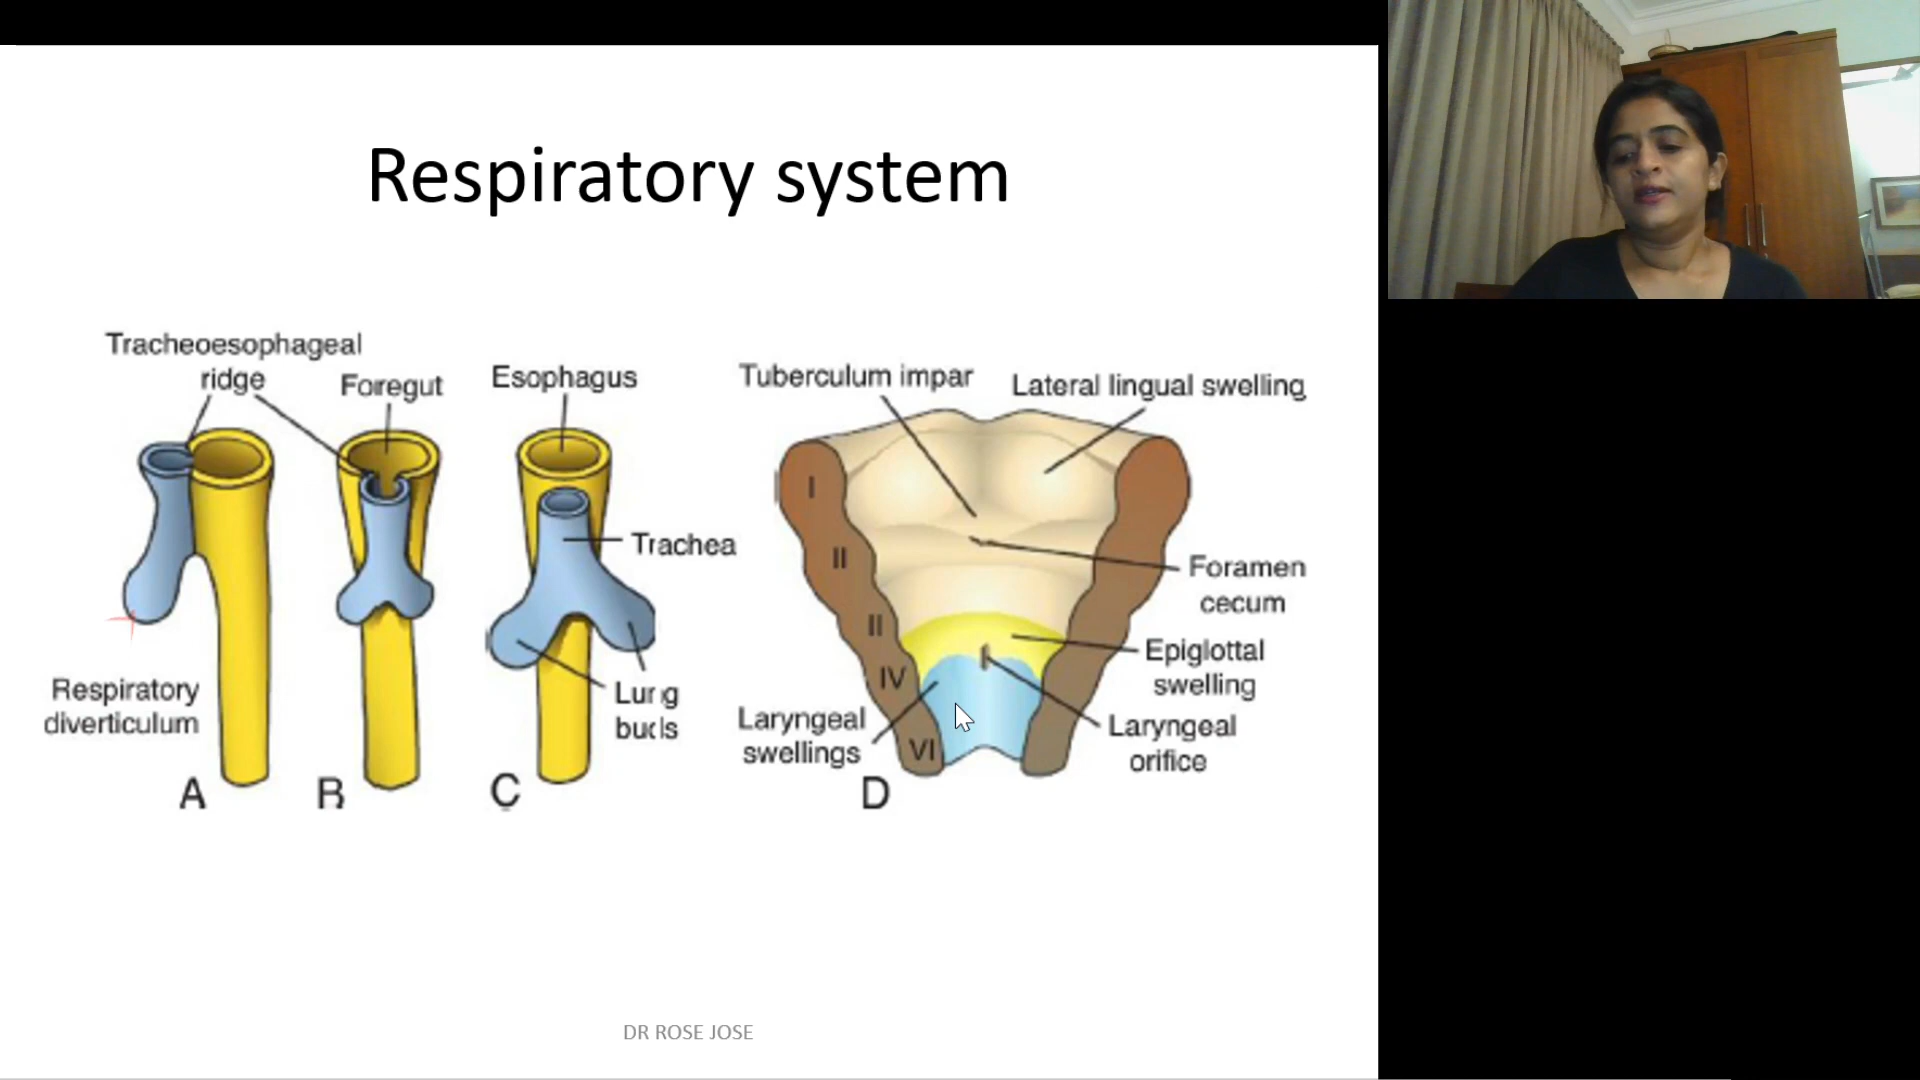 Respiratory system
Tracheoesophageal
ridge
Foregut
Esophagus
Trachea
Respiratory
diverticulum
Lung
buds
A
B
C
Tuberculum impar
Lateral lingual swelling
I
II
II
IV
VI
Foramen
cecum
Epiglottal
swelling
Laryngeal
swellings
Laryngeal
orifice
D
DR ROSE JOSE